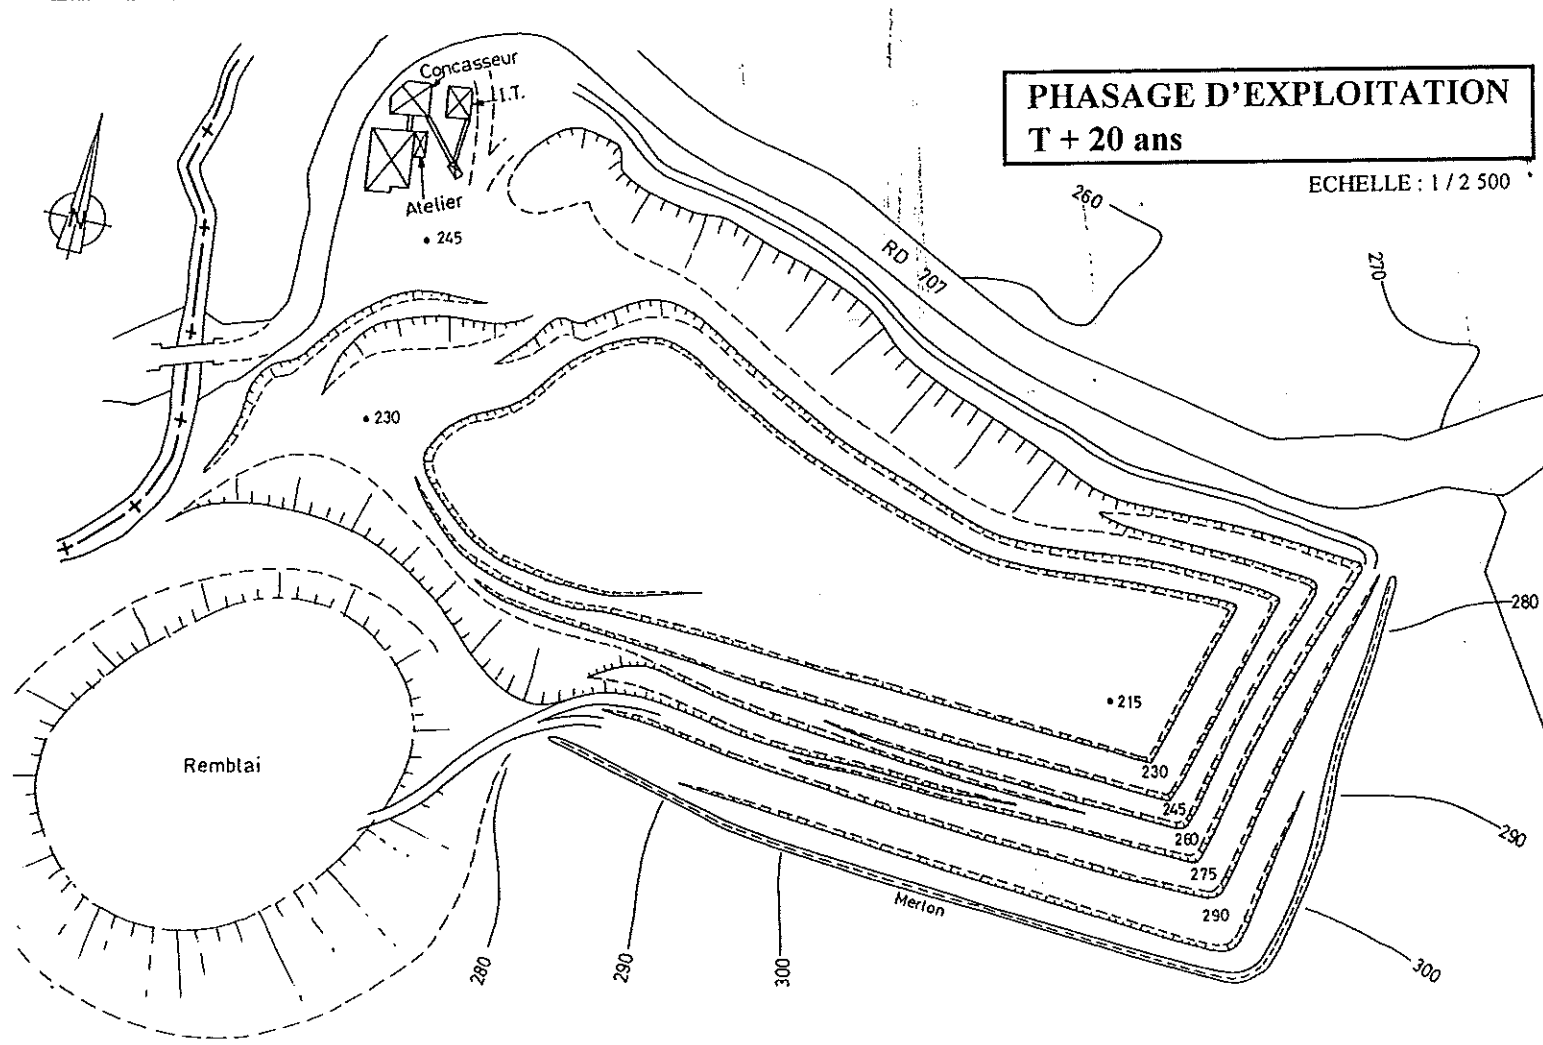 PHASAGE D'EXPLOITATION
T + 20 ans
ECHELLE : 1 / 2 500
Concasseur
I.T.
Atelier
N
245
260
RD 707
270
230
280
215
Remblai
230
245
260
275
290
290
Merlon
280
290
300
300